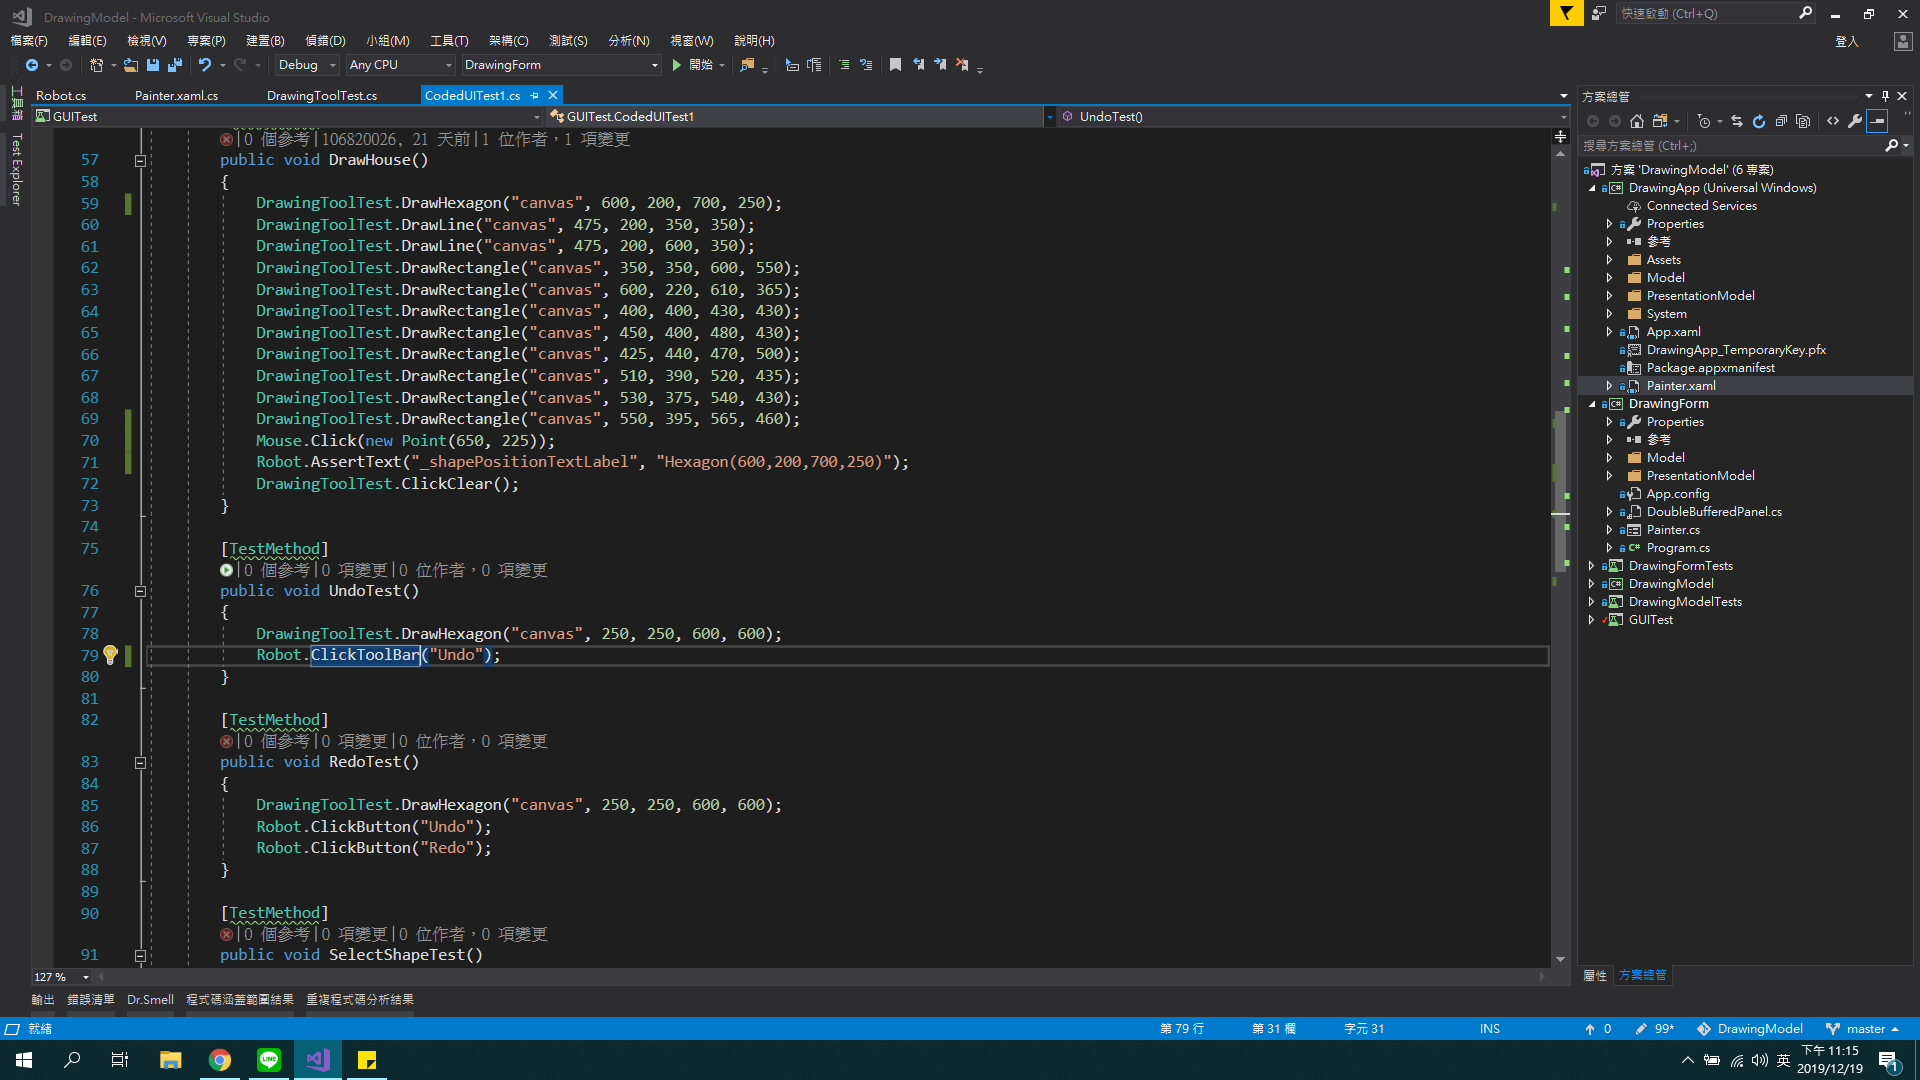 DrawingModel - Microsoft Visual Studio
快速啟動 (Ctrl+Q)
檔案(F) 編輯(E) 檢視(V) 專案(P) 建置(B) 偵錯(D) 小組(M) 工具(T) 架構(C) 測試(S) 分析(N) 視窗(W) 說明(H)
登入
Debug Any CPU DrawingForm 開始
工具箱
Test Explorer
Robot.cs Painter.xaml.cs DrawingToolTest.cs CodedUITest1.cs
GUITest GUITest.CodedUITest1 UndoTest()
|0 個參考|106820026, 21 天前|1 位作者，1 項變更
57 public void DrawHouse()
58 {
59 DrawingToolTest.DrawHexagon("canvas", 600, 200, 700, 250);
60 DrawingToolTest.DrawLine("canvas", 475, 200, 350, 350);
61 DrawingToolTest.DrawLine("canvas", 475, 200, 600, 350);
62 DrawingToolTest.DrawRectangle("canvas", 350, 350, 600, 550);
63 DrawingToolTest.DrawRectangle("canvas", 600, 220, 610, 365);
64 DrawingToolTest.DrawRectangle("canvas", 400, 400, 430, 430);
65 DrawingToolTest.DrawRectangle("canvas", 450, 400, 480, 430);
66 DrawingToolTest.DrawRectangle("canvas", 425, 440, 470, 500);
67 DrawingToolTest.DrawRectangle("canvas", 510, 390, 520, 435);
68 DrawingToolTest.DrawRectangle("canvas", 530, 375, 540, 430);
69 DrawingToolTest.DrawRectangle("canvas", 550, 395, 565, 460);
70 Mouse.Click(new Point(650, 225));
71 Robot.AssertText("_shapePositionTextLabel", "Hexagon(600,200,700,250)");
72 DrawingToolTest.ClickClear();
73 }
74
75 [TestMethod]
|0 個參考|0 項變更|0 位作者，0 項變更
76 public void UndoTest()
77 {
78 DrawingToolTest.DrawHexagon("canvas", 250, 250, 600, 600);
79 Robot.ClickToolBar("Undo");
80 }
81
82 [TestMethod]
|0 個參考|0 項變更|0 位作者，0 項變更
83 public void RedoTest()
84 {
85 DrawingToolTest.DrawHexagon("canvas", 250, 250, 600, 600);
86 Robot.ClickButton("Undo");
87 Robot.ClickButton("Redo");
88 }
89
90 [TestMethod]
|0 個參考|0 項變更|0 位作者，0 項變更
91 public void SelectShapeTest()
127 %
方案總管
搜尋方案總管 (Ctrl+;)
方案 'DrawingModel' (6 專案)
DrawingApp (Universal Windows)
Connected Services
Properties
參考
Assets
Model
PresentationModel
System
App.xaml
DrawingApp_TemporaryKey.pfx
Package.appxmanifest
Painter.xaml
DrawingForm
Properties
參考
Model
PresentationModel
App.config
DoubleBufferedPanel.cs
Painter.cs
Program.cs
DrawingFormTests
DrawingModel
DrawingModelTests
GUITest
屬性 方案總管
輸出 錯誤清單 Dr.Smell 程式碼涵蓋範圍結果 重複程式碼分析結果
就緒 第 79 行 第 31 欄 字元 31 INS 0 99* DrawingModel master
英 下午 11:15
2019/12/19
1